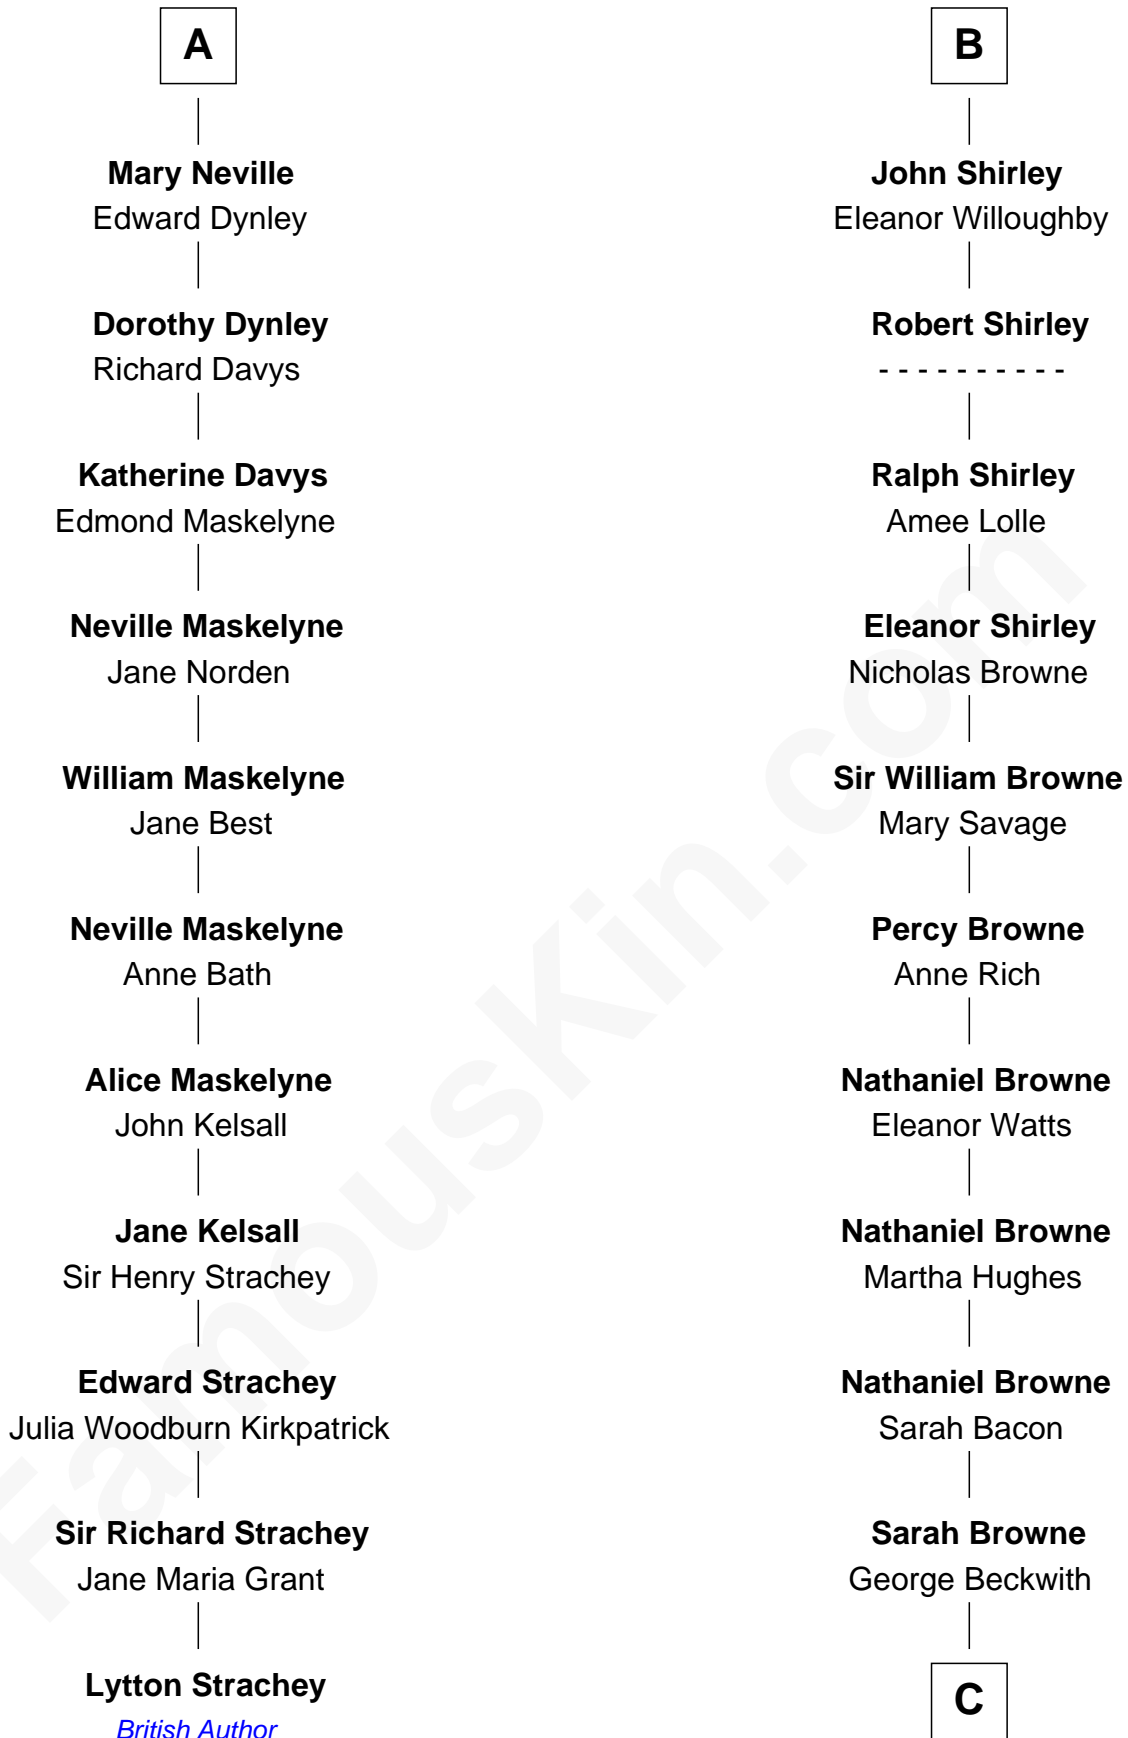 A
Mary Neville
Edward Dynley
Dorothy Dynley
Richard Davys
Katherine Davys
Edmond Maskelyne
Neville Maskelyne
Jane Norden
William Maskelyne
Jane Best
Neville Maskelyne
Anne Bath
Alice Maskelyne
John Kelsall
Jane Kelsall
Sir Henry Strachey
Edward Strachey
Julia Woodburn Kirkpatrick
Sir Richard Strachey
Jane Maria Grant
Lytton Strachey
British Author
B
John Shirley
Eleanor Willoughby
Robert Shirley
- - - - - - - - - -
Ralph Shirley
Amee Lolle
Eleanor Shirley
Nicholas Browne
Sir William Browne
Mary Savage
Percy Browne
Anne Rich
Nathaniel Browne
Eleanor Watts
Nathaniel Browne
Martha Hughes
Nathaniel Browne
Sarah Bacon
Sarah Browne
George Beckwith
C
FamousKin.com